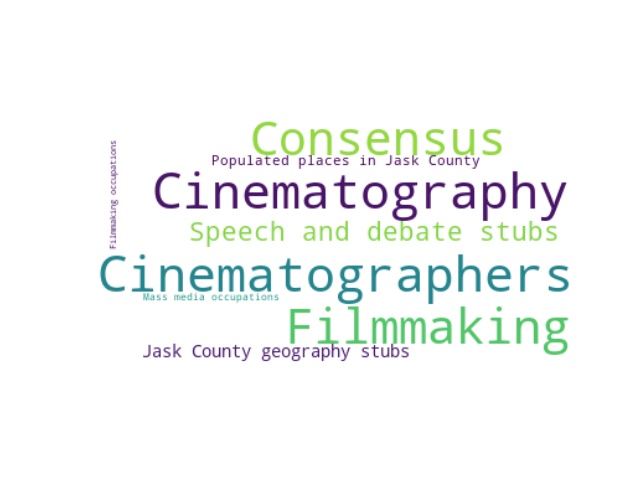 Consensus
Populated places in Jask County
Cinematography
Speech and debate stubs
Cinematographers
Mass media occupations
Filmmaking
Jask County geography stubs
Filmmaking occupations